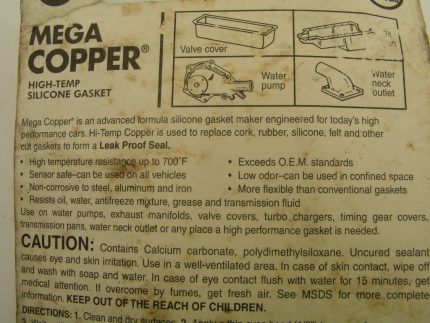 MEGA
COPPER®
HIGH-TEMP
SILICONE GASKET
Valve cover
Water
pump
Water
neck
outlet
Mega Copper® is an advanced formula silicone gasket maker engineered for today's high
performance cars. Hi-Temp Copper is used to replace cork, rubber, silicone, felt and other
cut gaskets to form a Leak Proof Seal.
• High temperature resistance up to 700°F
• Sensor safe–can be used on all vehicles
• Non-corrosive to steel, aluminum and iron
• Resists oil, water, antifreeze mixture, grease and transmission fluid
• Exceeds O.E.M. standards
• Low odor–can be used in confined space
• More flexible than conventional gaskets
Use on water pumps, exhaust manifolds, valve covers, turbo chargers, timing gear covers,
transmission pans, water neck outlet or any place a high performance gasket is needed.
CAUTION: Contains Calcium carbonate, polydimethylsiloxane. Uncured sealant
causes eye and skin irritation. Use in a well-ventilated area. In case of skin contact, wipe off
and wash with soap and water. In case of eye contact flush with water for 15 minutes, get
medical attention. If overcome by fumes, get fresh air. See MSDS for more complete
information. KEEP OUT OF THE REACH OF CHILDREN.
DIRECTIONS: 1. Clean and dry surfaces. 2.